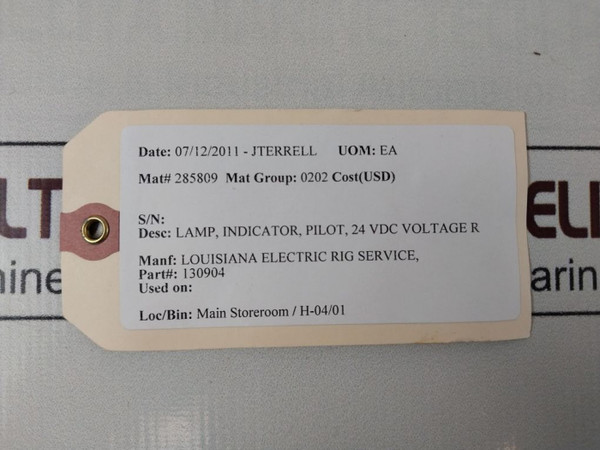 Date: 07/12/2011 - JTERRELL UOM: EA
Mat# 285809 Mat Group: 0202 Cost(USD)
S/N:
Desc: LAMP, INDICATOR, PILOT, 24 VDC VOLTAGE R
Manf: LOUISIANA ELECTRIC RIG SERVICE,
Part#: 130904
Used on:
Loc/Bin: Main Storeroom / H-04/01